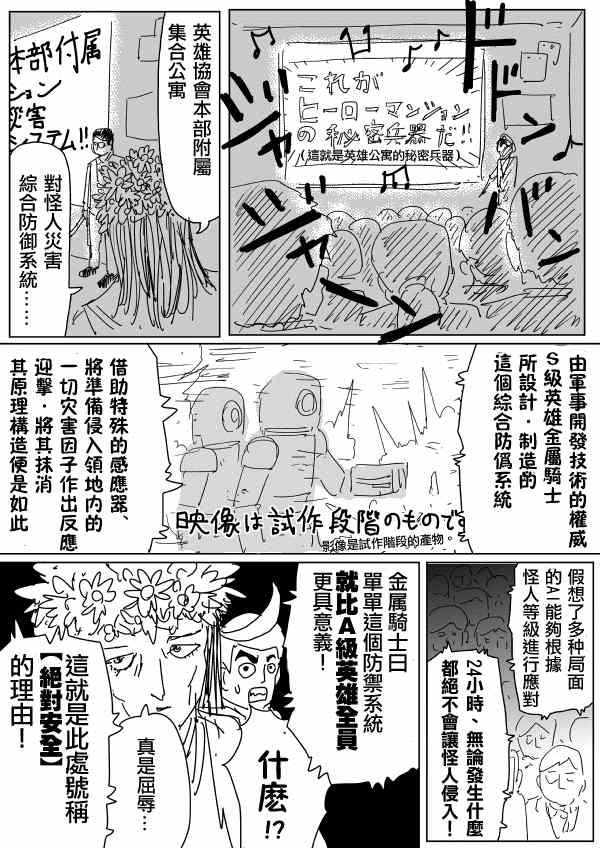 ドドン
ジャジャーン
これが
ヒーローマンション
の秘密兵器だ!!
(這就是英雄公寓的秘密兵器)
英雄協會本部附屬
集合公寓
本部付属
ション
災害
システム!!
對怪人災害
綜合防御系統……
由軍事開發技術的權威
S級英雄金屬騎士
所設計·制造的
這個綜合防僞系統
借助特殊的感應器、
將準備侵入領地內的
一切灾害因子作出反應
迎擊·將其抹消
其原理構造便是如此
映像は試作段階のものです
影像是試作階段的產物。
假想了多种局面
的AI能夠根據
怪人等級進行應對
24小時、無論發生什麼
都絕不會讓怪人侵入!
金属騎士曰
單單這個防禦系統
就比A級英雄全員
更具意義!
什麽!?
真是屈辱…
這就是此處號稱
【絕對安全】
的理由!